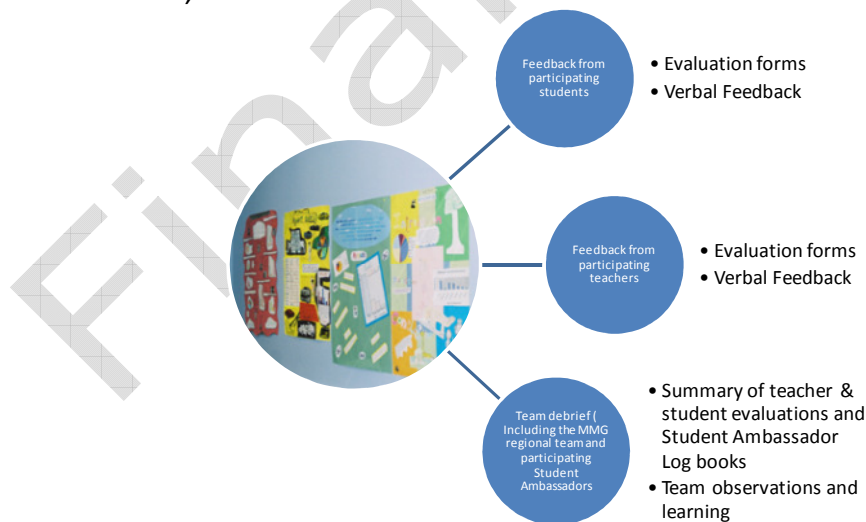 Final
Feedback from
participating
students
• Evaluation forms
• Verbal Feedback
Feedback from
participating
teachers
• Evaluation forms
• Verbal Feedback
Team debrief (
Including the MMG
regional team and
participating
Student
Ambassadors
• Summary of teacher &
student evaluations and
Student Ambassador
Log books
• Team observations and
learning